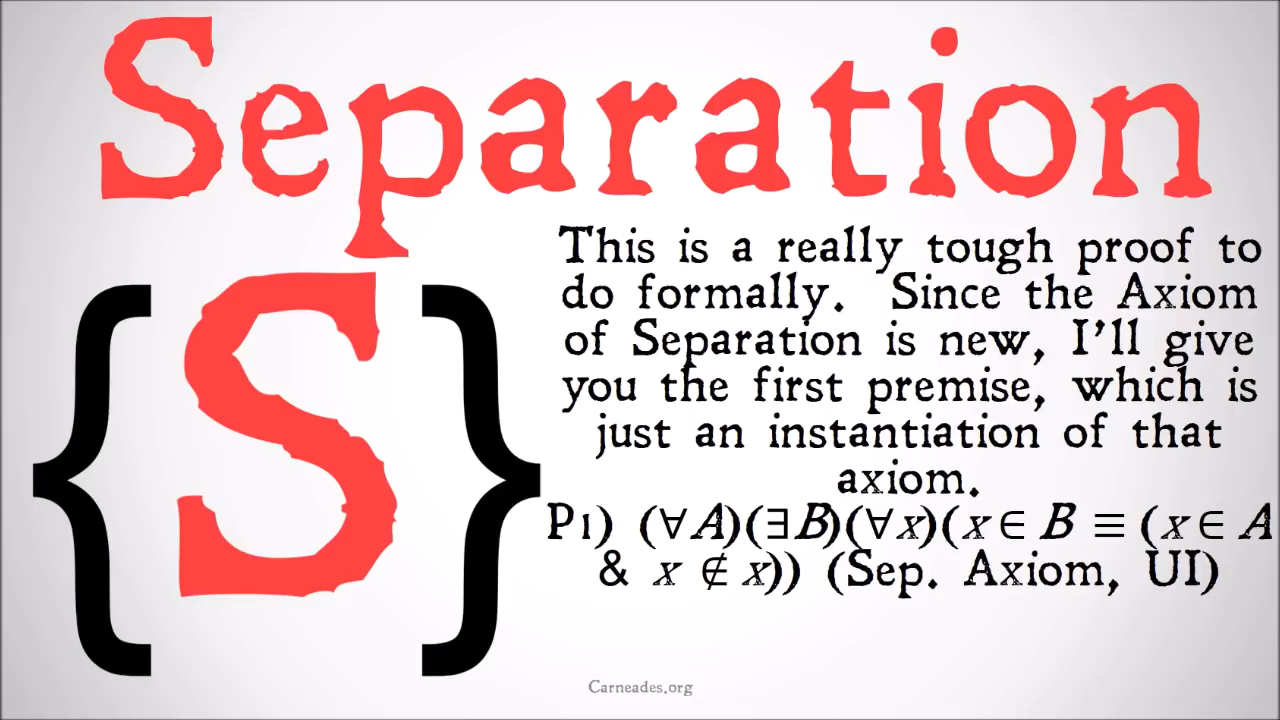 Separation
{S}
This is a really tough proof to
do formally.  Since the Axiom
of Separation is new, I'll give
you the first premise, which is
just an instantiation of that
axiom.
P1) (∀A)(∃B)(∀x)(x∈B ≡ (x∈A
& x ∉ x)) (Sep. Axiom, UI)
Carneades.org